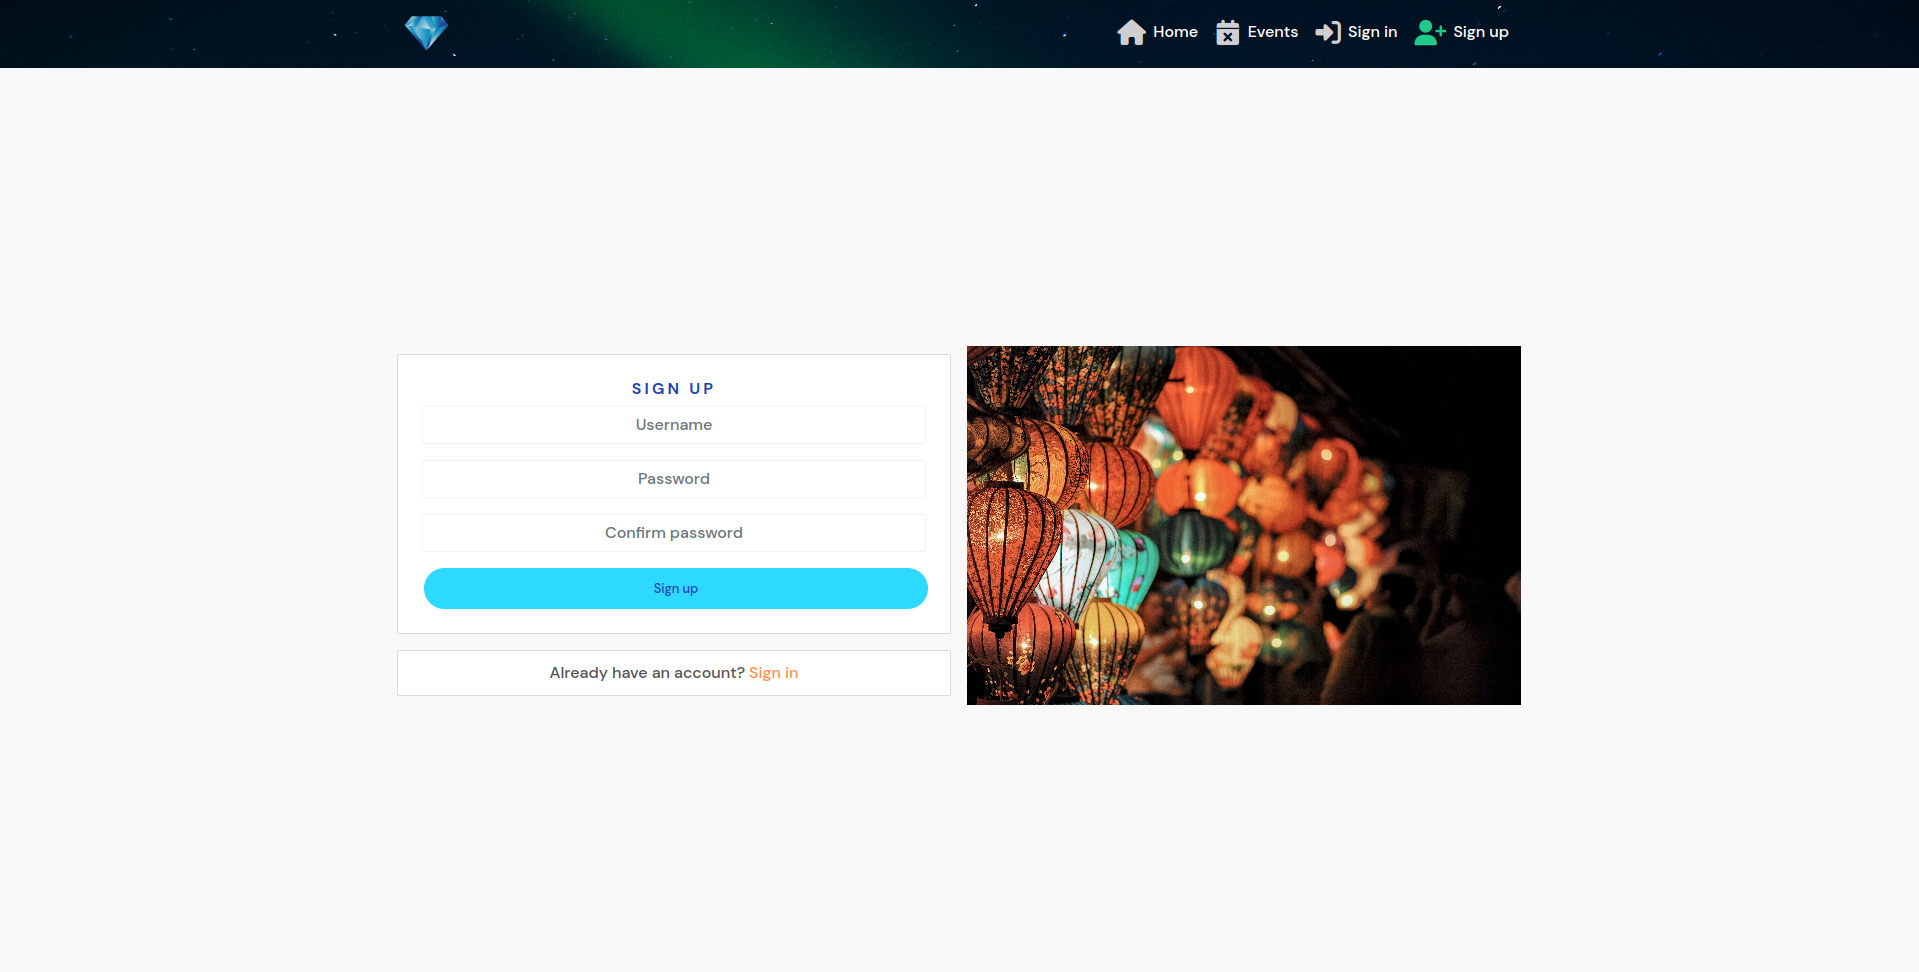 Home
Events
Sign in
Sign up
SIGN UP
Username
Password
Confirm password
Sign up
Already have an account? Sign in